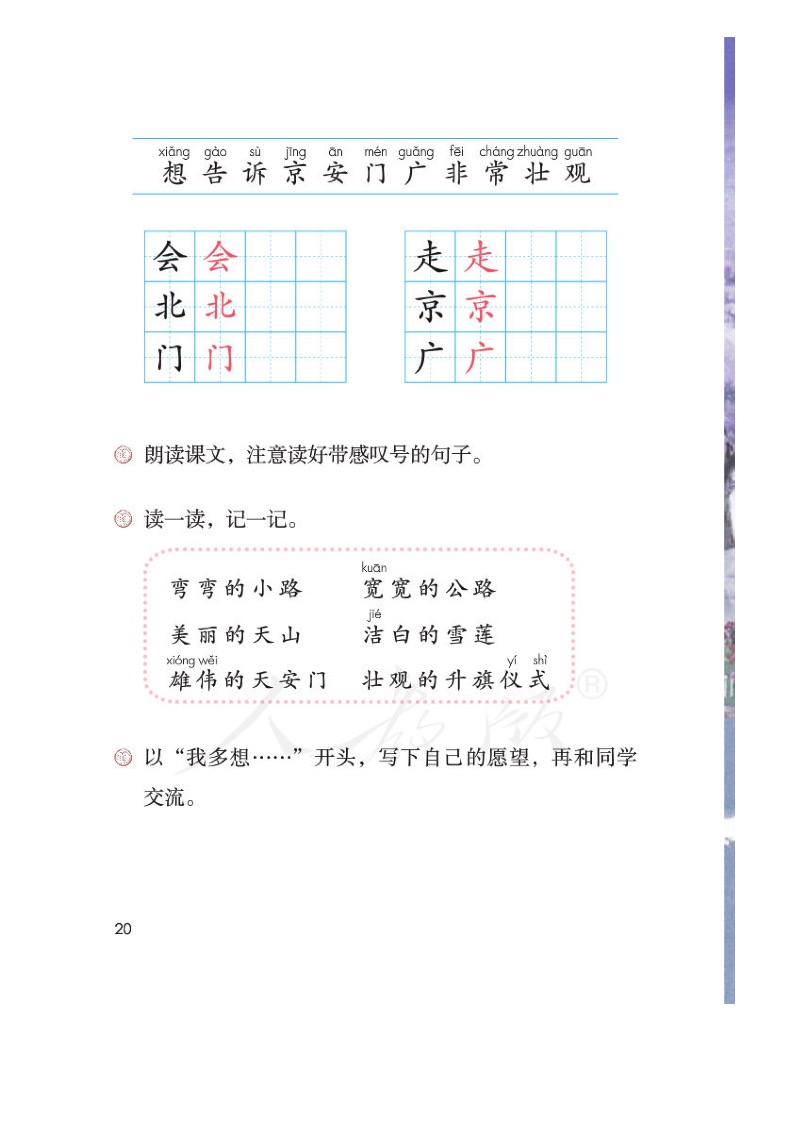 xiǎng gào sù jīng ān mén guǎng fēi cháng zhuàng guān
想 告 诉 京 安 门 广 非 常 壮 观
会 会 走 走
北 北 京 京
门 门 广 广
朗读课文，注意读好带感叹号的句子。
读一读，记一记。
kuān
弯弯的小路 宽宽的公路
jié
美丽的天山 洁白的雪莲
xióng wěi yí shì
雄伟的天安门 壮观的升旗仪式
人教版®
以“我多想……”开头，写下自己的愿望，再和同学
交流。
20